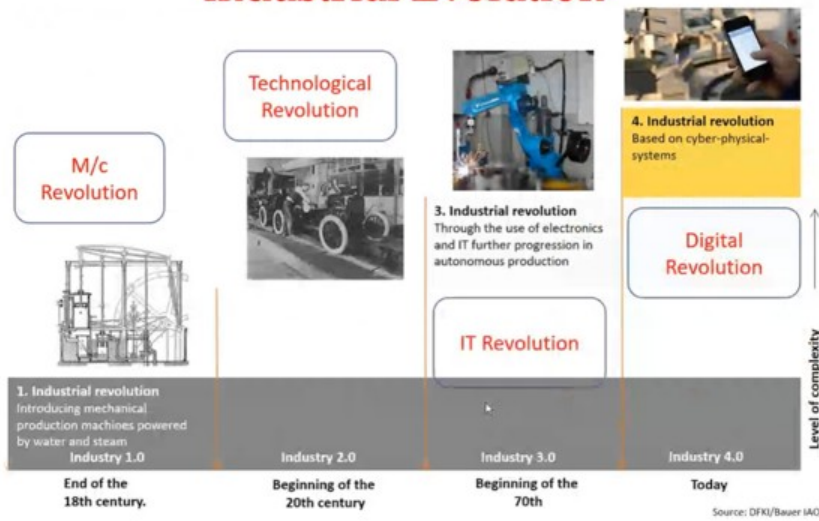 Industrial Evolution
M/c
Revolution
1. Industrial revolution
Introducing mechanical
production machines powered
by water and steam
Industry 1.0
End of the
18th century.
Technological
Revolution
Industry 2.0
Beginning of the
20th century
3. Industrial revolution
Through the use of electronics
and IT further progression in
autonomous production
IT Revolution
Industry 3.0
Beginning of the
70th
4. Industrial revolution
Based on cyber-physical-
systems
Digital
Revolution
Industry 4.0
Today
Level of complexity
Source: DFKI/Bauer IAO